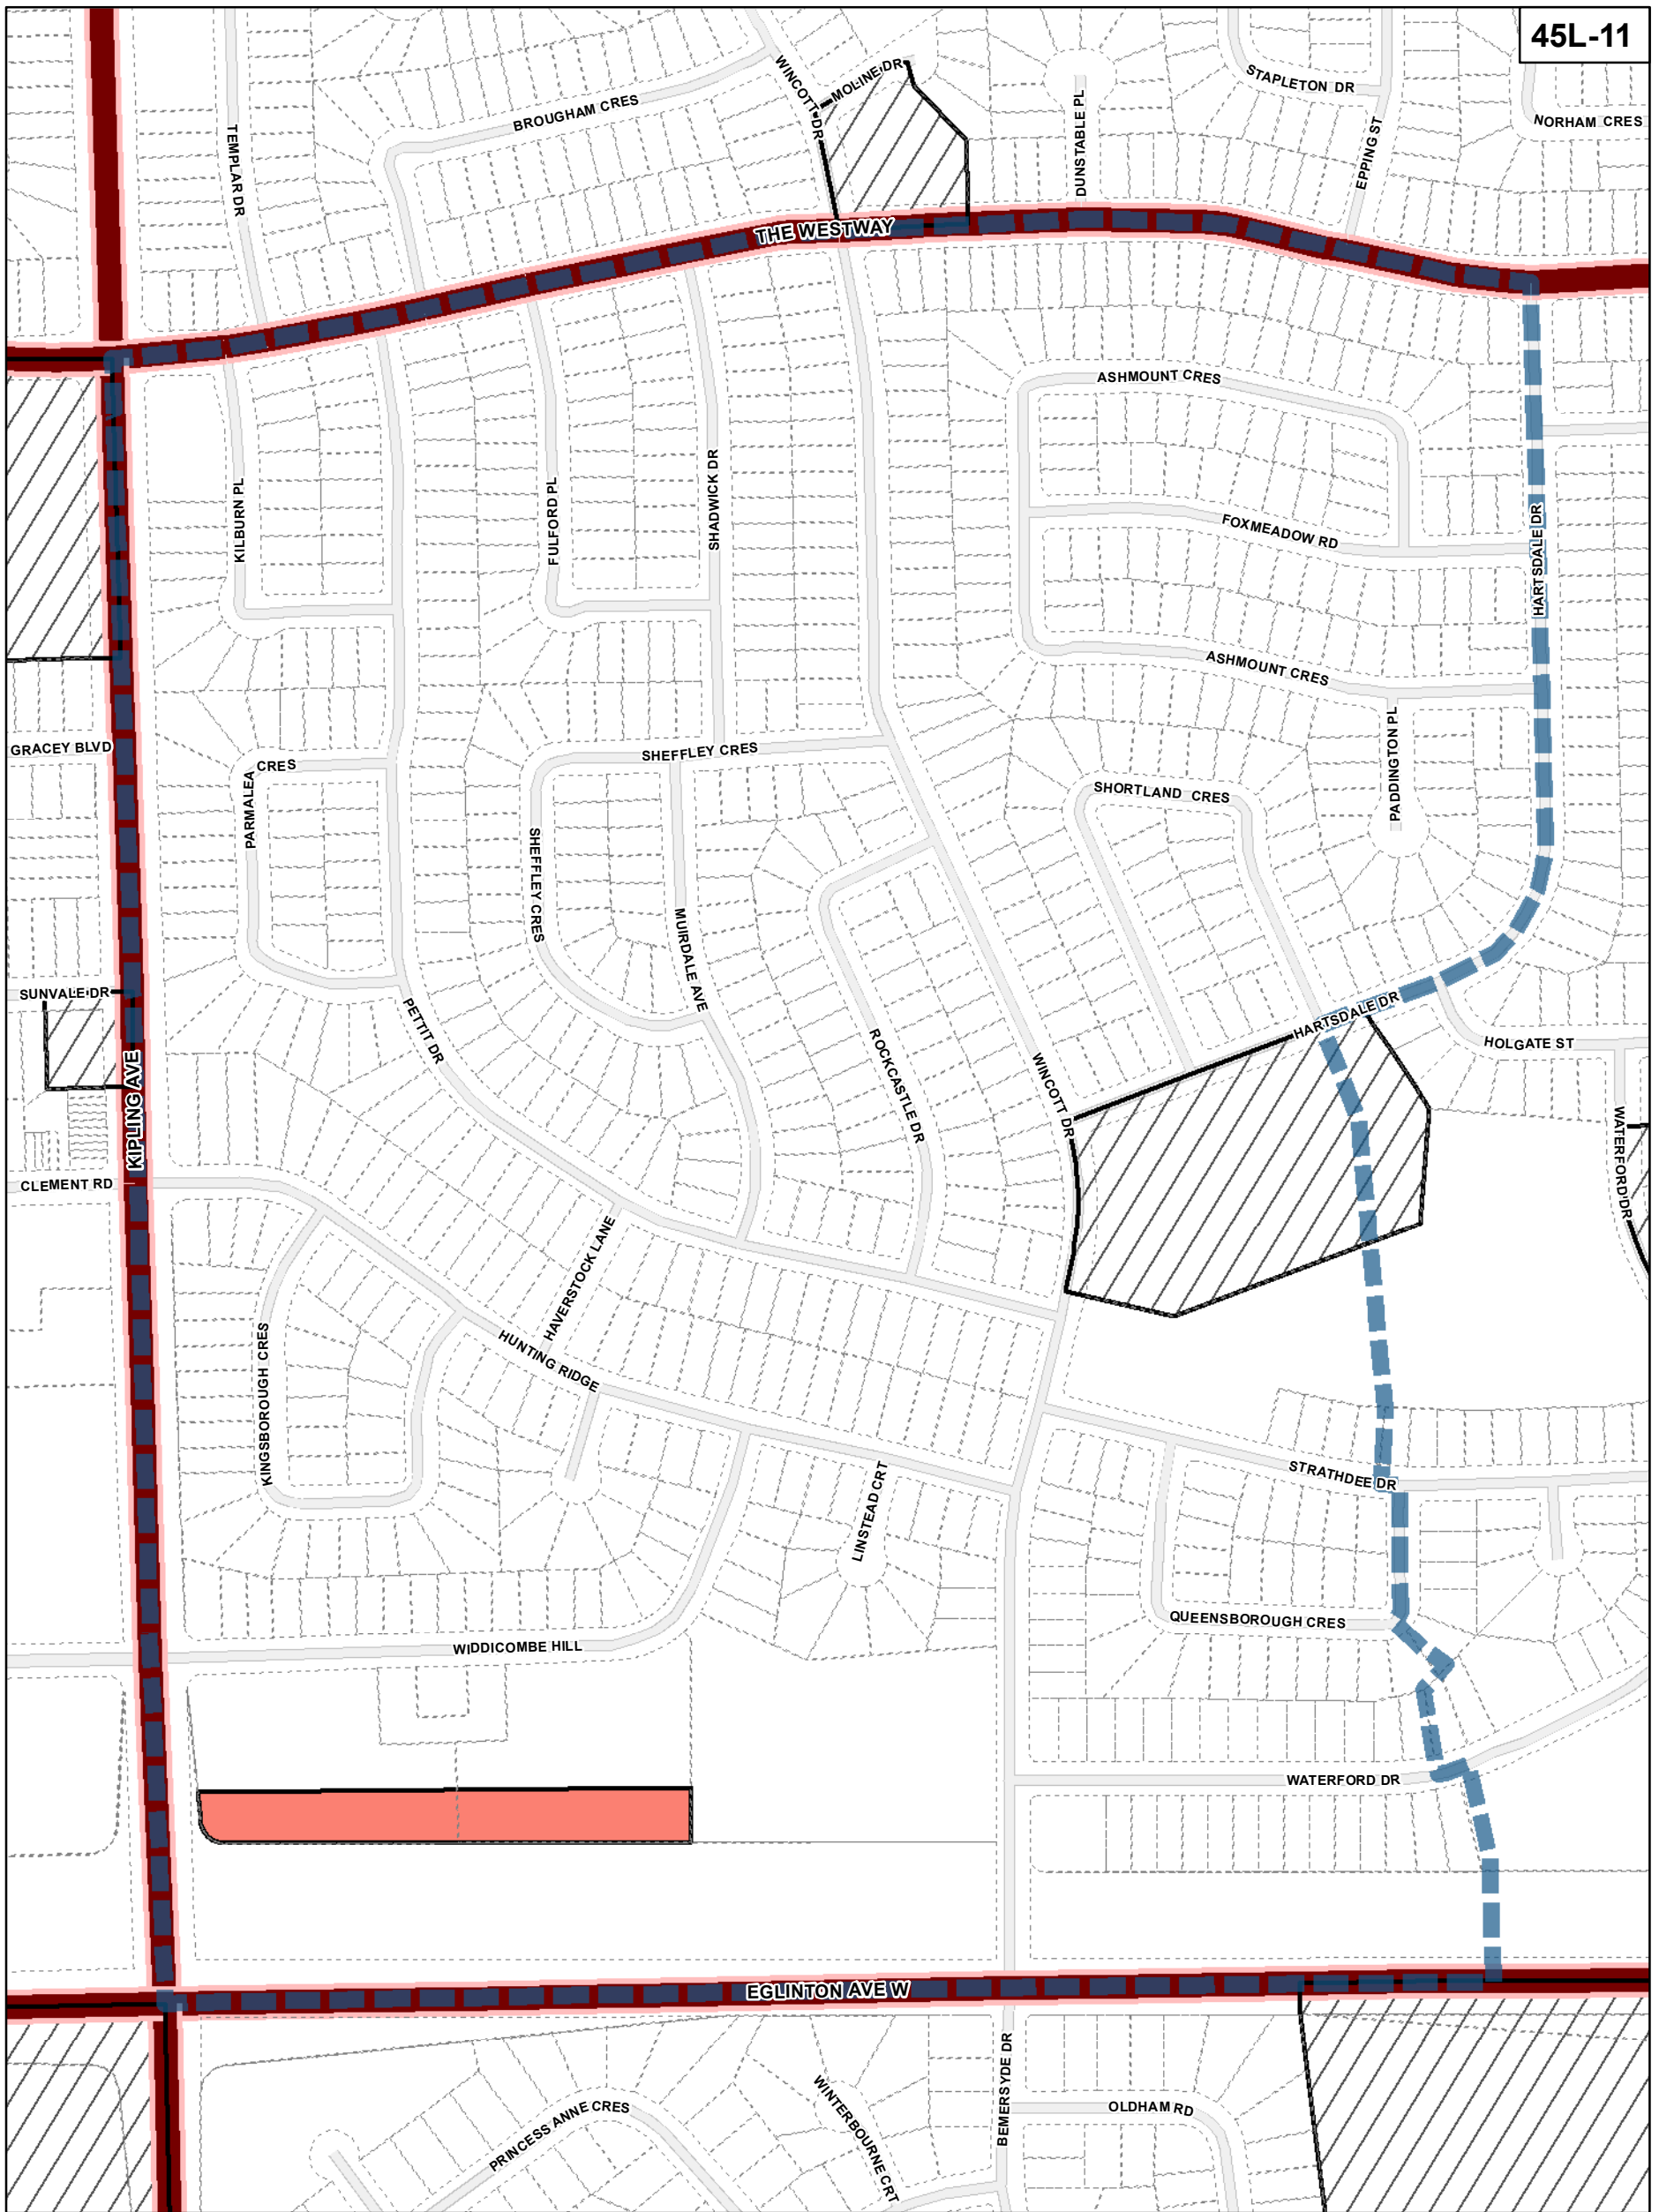 45L-11
STAPLETON DR
NORHAM CRES
WINCOTT DR
MOLINE DR
BROUGHAM CRES
DUNSTABLE PL
EPPING ST
TEMPLAR DR
THE WESTWAY
ASHMOUNT CRES
KILBURN PL
FULFORD PL
SHADWICK DR
FOXMEADOW RD
HARTSDALE DR
ASHMOUNT CRES
GRACEY BLVD
PARMALEA CRES
SHEFFLEY CRES
PADDINGTON PL
SHORTLAND CRES
SHEFFLEY CRES
MUIRDALE AVE
SUNVALE DR
PETTIT DR
ROCKCASTLE DR
WINCOTT DR
HARTSDALE DR
HOLGATE ST
KIPLING AVE
WATERFORD DR
CLEMENT RD
HAVERSTOCK LANE
HUNTING RIDGE
KINGSBOROUGH CRES
LINSTEAD CRT
STRATHDEE DR
QUEENSBOROUGH CRES
WIDDICOMBE HILL
WATERFORD DR
EGLINTON AVE W
BEMERSYDE DR
PRINCESS ANNE CRES
WINTERBOURNE CRT
OLDHAM RD